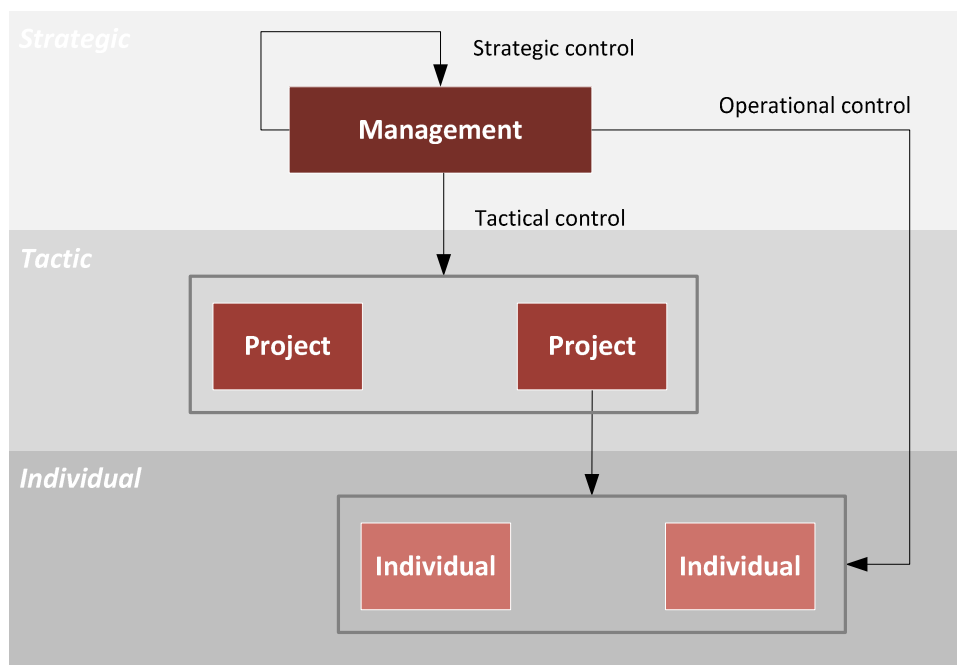 Strategic
Strategic control
Operational control
Management
Tactical control
Tactic
Project
Project
Individual
Individual
Individual